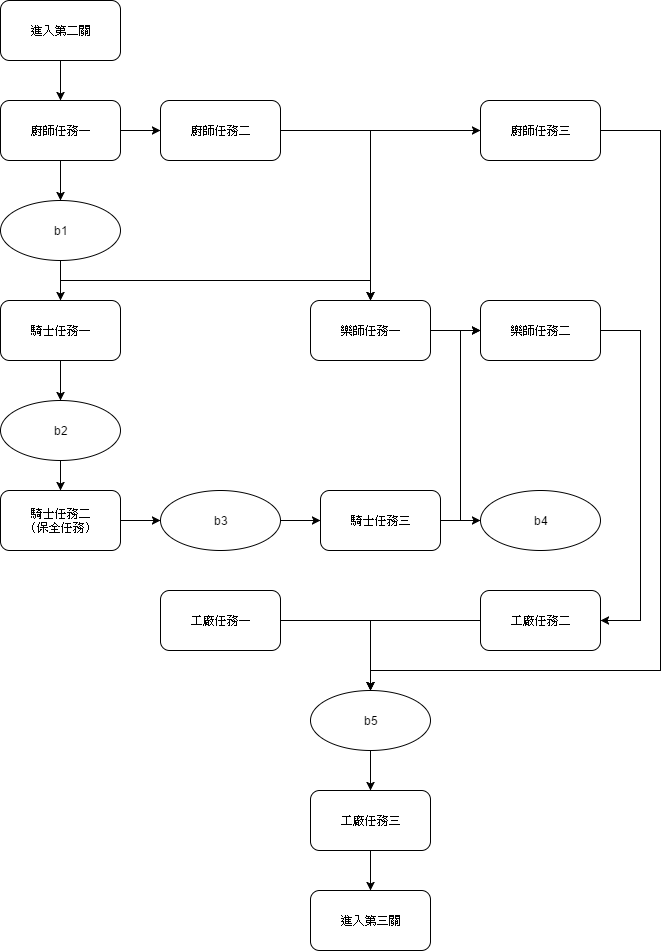 進入第二關
廚師任務一
廚師任務二
廚師任務三
b1
騎士任務一
樂師任務一
樂師任務二
b2
騎士任務二
（保全任務）
b3
騎士任務三
b4
工廠任務一
工廠任務二
b5
工廠任務三
進入第三關